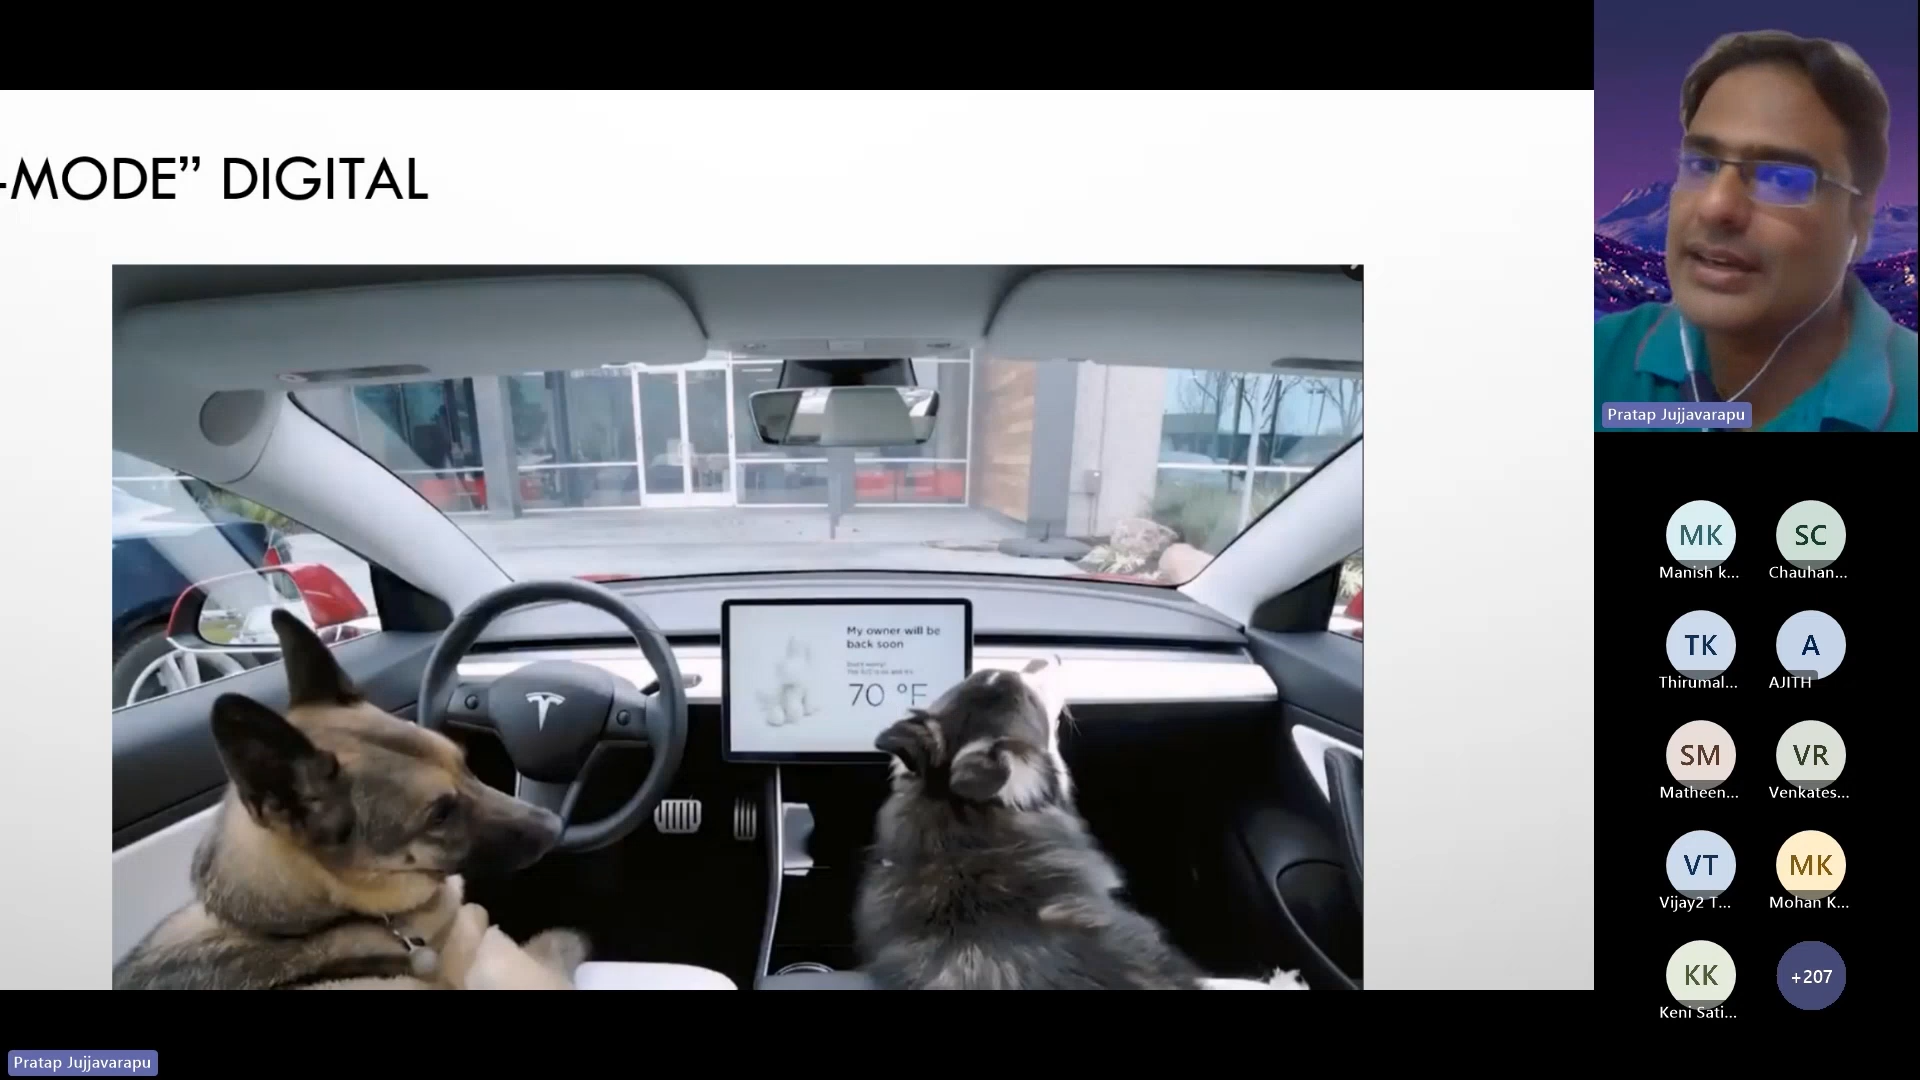 -MODE” DIGITAL
My owner will be
back soon
70 °F
Pratap Jujjavarapu
MK
SC
Manish k...
Chauhan...
TK
A
Thirumal...
AJITH
SM
VR
Matheen...
Venkates...
VT
MK
Vijay2 T...
Mohan K...
KK
+207
Keni Sati...
Pratap Jujjavarapu